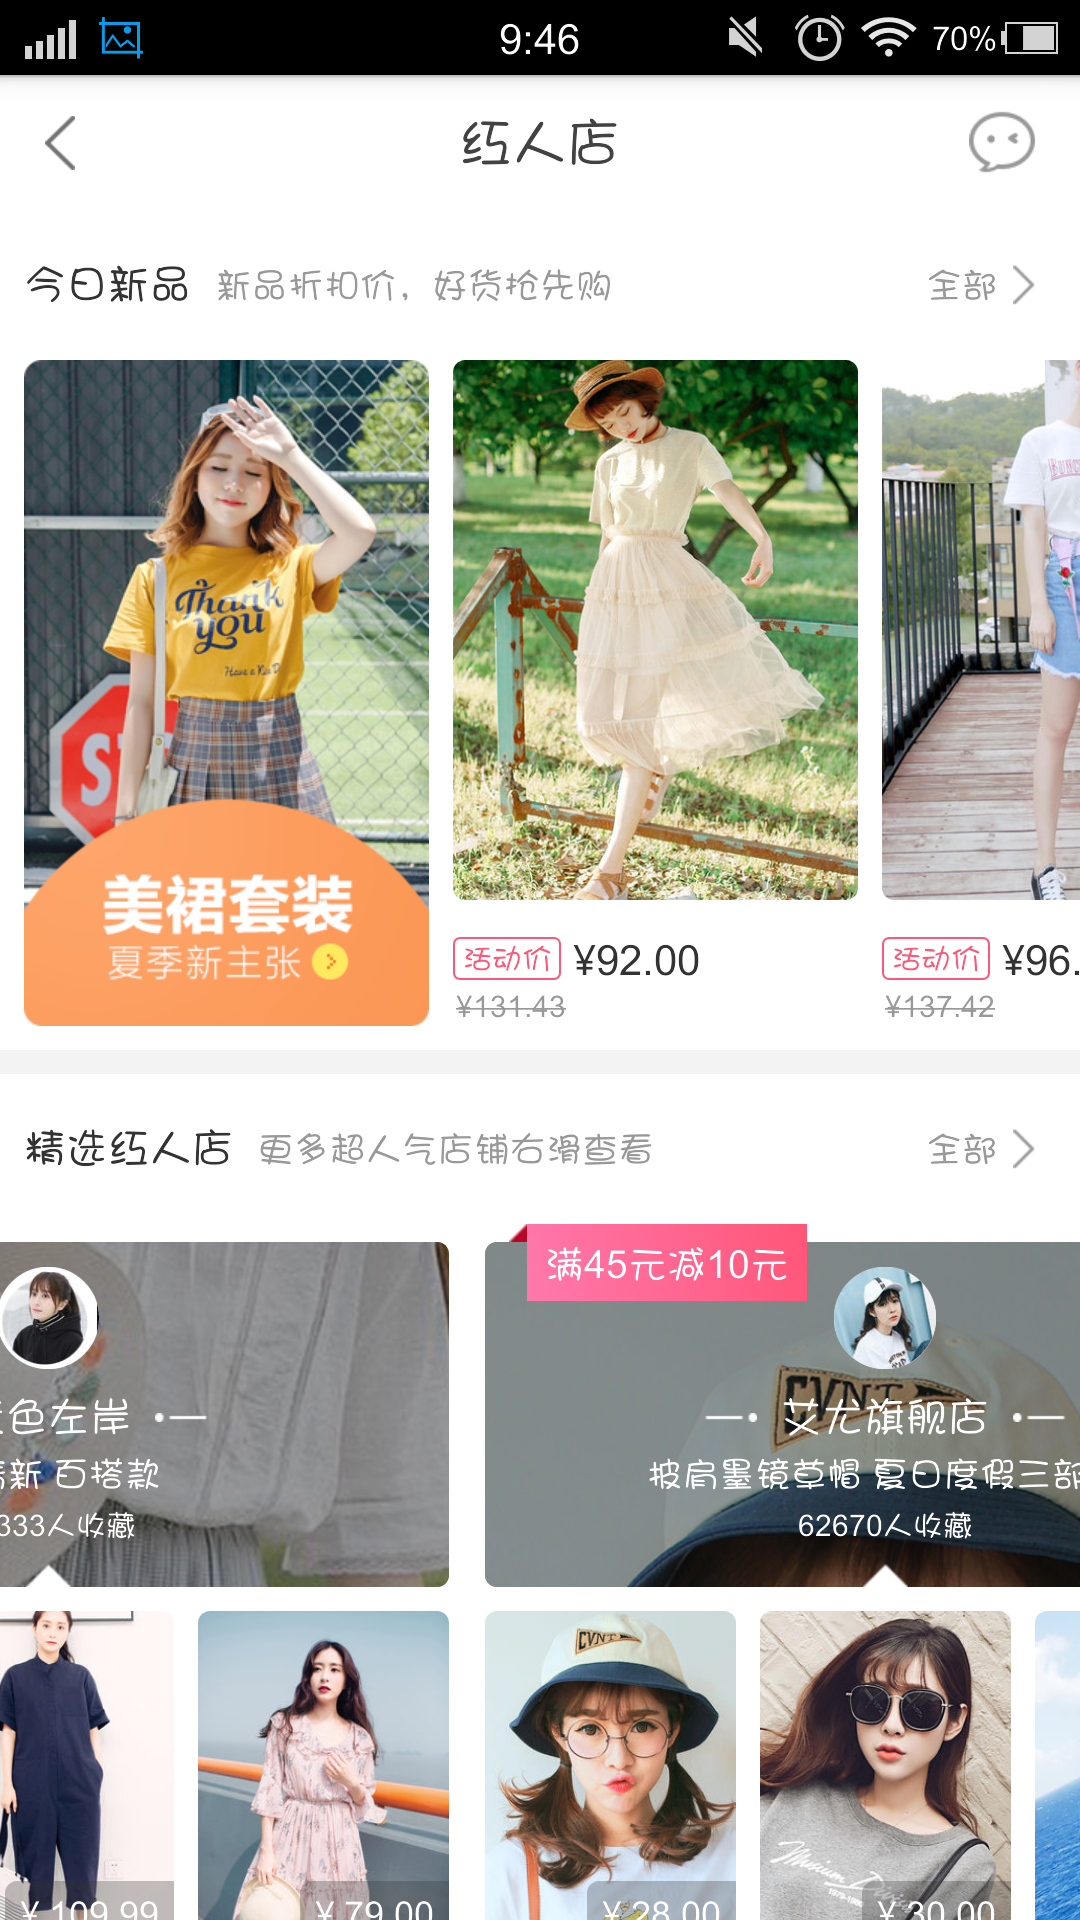 9:46
70%
红人店
今日新品 新品折扣价，好货抢先购 全部
Thank
you
Have a Nice D
美裙套装
夏季新主张
活动价 ¥92.00
¥131.43
活动价 ¥96.
¥137.42
精选红人店 更多超人气店铺右滑查看 全部
满45元减10元
CVNT
色左岸
艾尤旗舰店
新 百搭款
披肩墨镜草帽 夏日度假三部
333人收藏
62670人收藏
CVNT
¥ 109.99
¥ 79.00
¥ 28.00
¥ 30.00